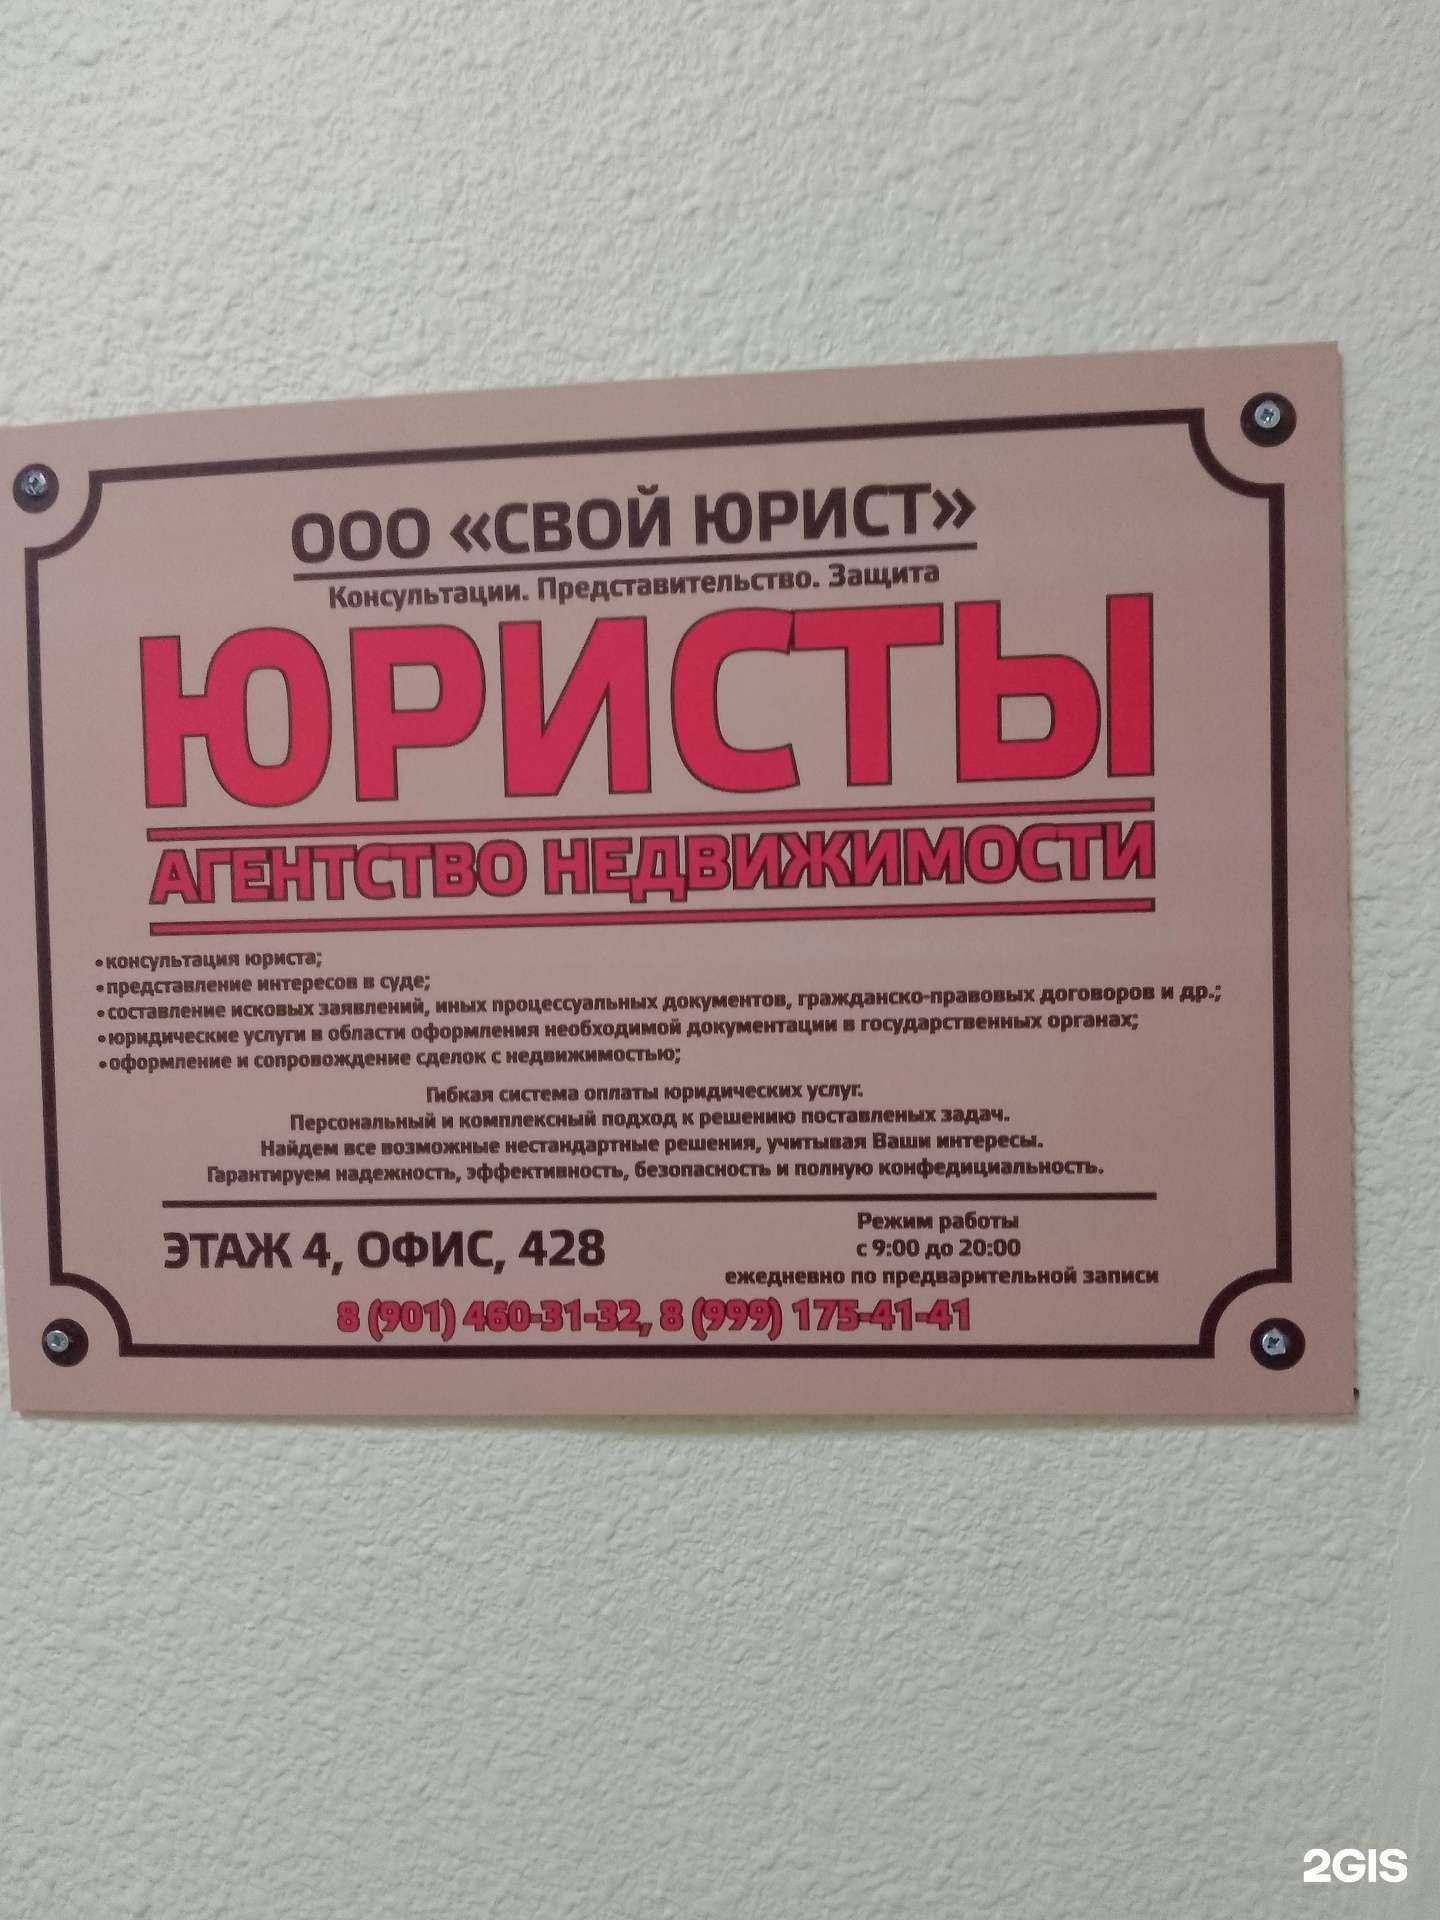 ООО «СВОЙ ЮРИСТ»
Консультации. Представительство. Защита
ЮРИСТЫ
АГЕНТСТВО НЕДВИЖИМОСТИ
•консультация юриста;
•представление интересов в суде;
•составление исковых заявлений, иных процессуальных документов, гражданско-правовых договоров и др.;
•юридические услуги в области оформления необходимой документации в государственных органах;
•оформление и сопровождение сделок с недвижимостью;
Гибкая система оплаты юридических услуг.
Персональный и комплексный подход к решению поставленых задач.
Найдем все возможные нестандартные решения, учитывая Ваши интересы.
Гарантируем надежность, эффективность, безопасность и полную конфедициальность.
ЭТАЖ 4, ОФИС, 428
Режим работы
с 9:00 до 20:00
ежедневно по предварительной записи
8 (901) 460-31-32, 8 (999) 175-41-41
2GIS